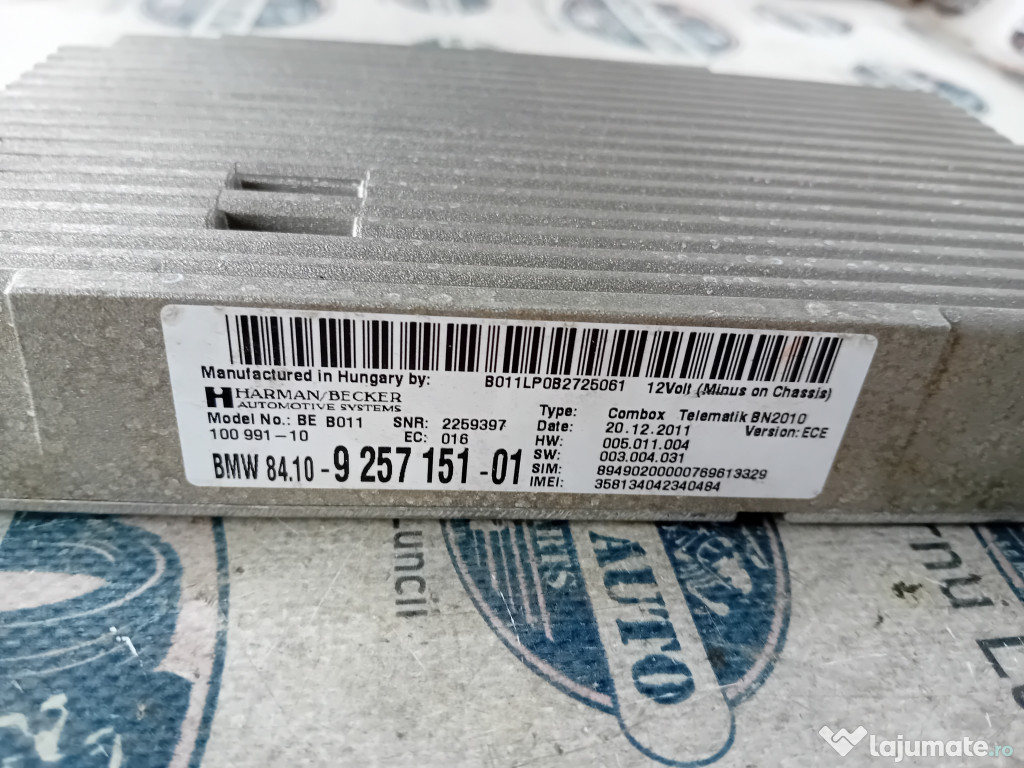 Manufactured in Hungary by: B011LP0B2725061 12Volt (Minus on Chassis)
HARMAN/BECKER
AUTOMOTIVE SYSTEMS
Model No.: BE B011 SNR: 2259397
100 991-10 EC: 016
BMW 84.10 - 9 257 151 - 01
Type: Combox Telematik BN2010
Date: 20.12.2011 Version: ECE
HW: 005.011.004
SW: 003.004.031
SIM: 89490200000769613329
IMEI: 358134042340484
AUTO
lajumate.ro